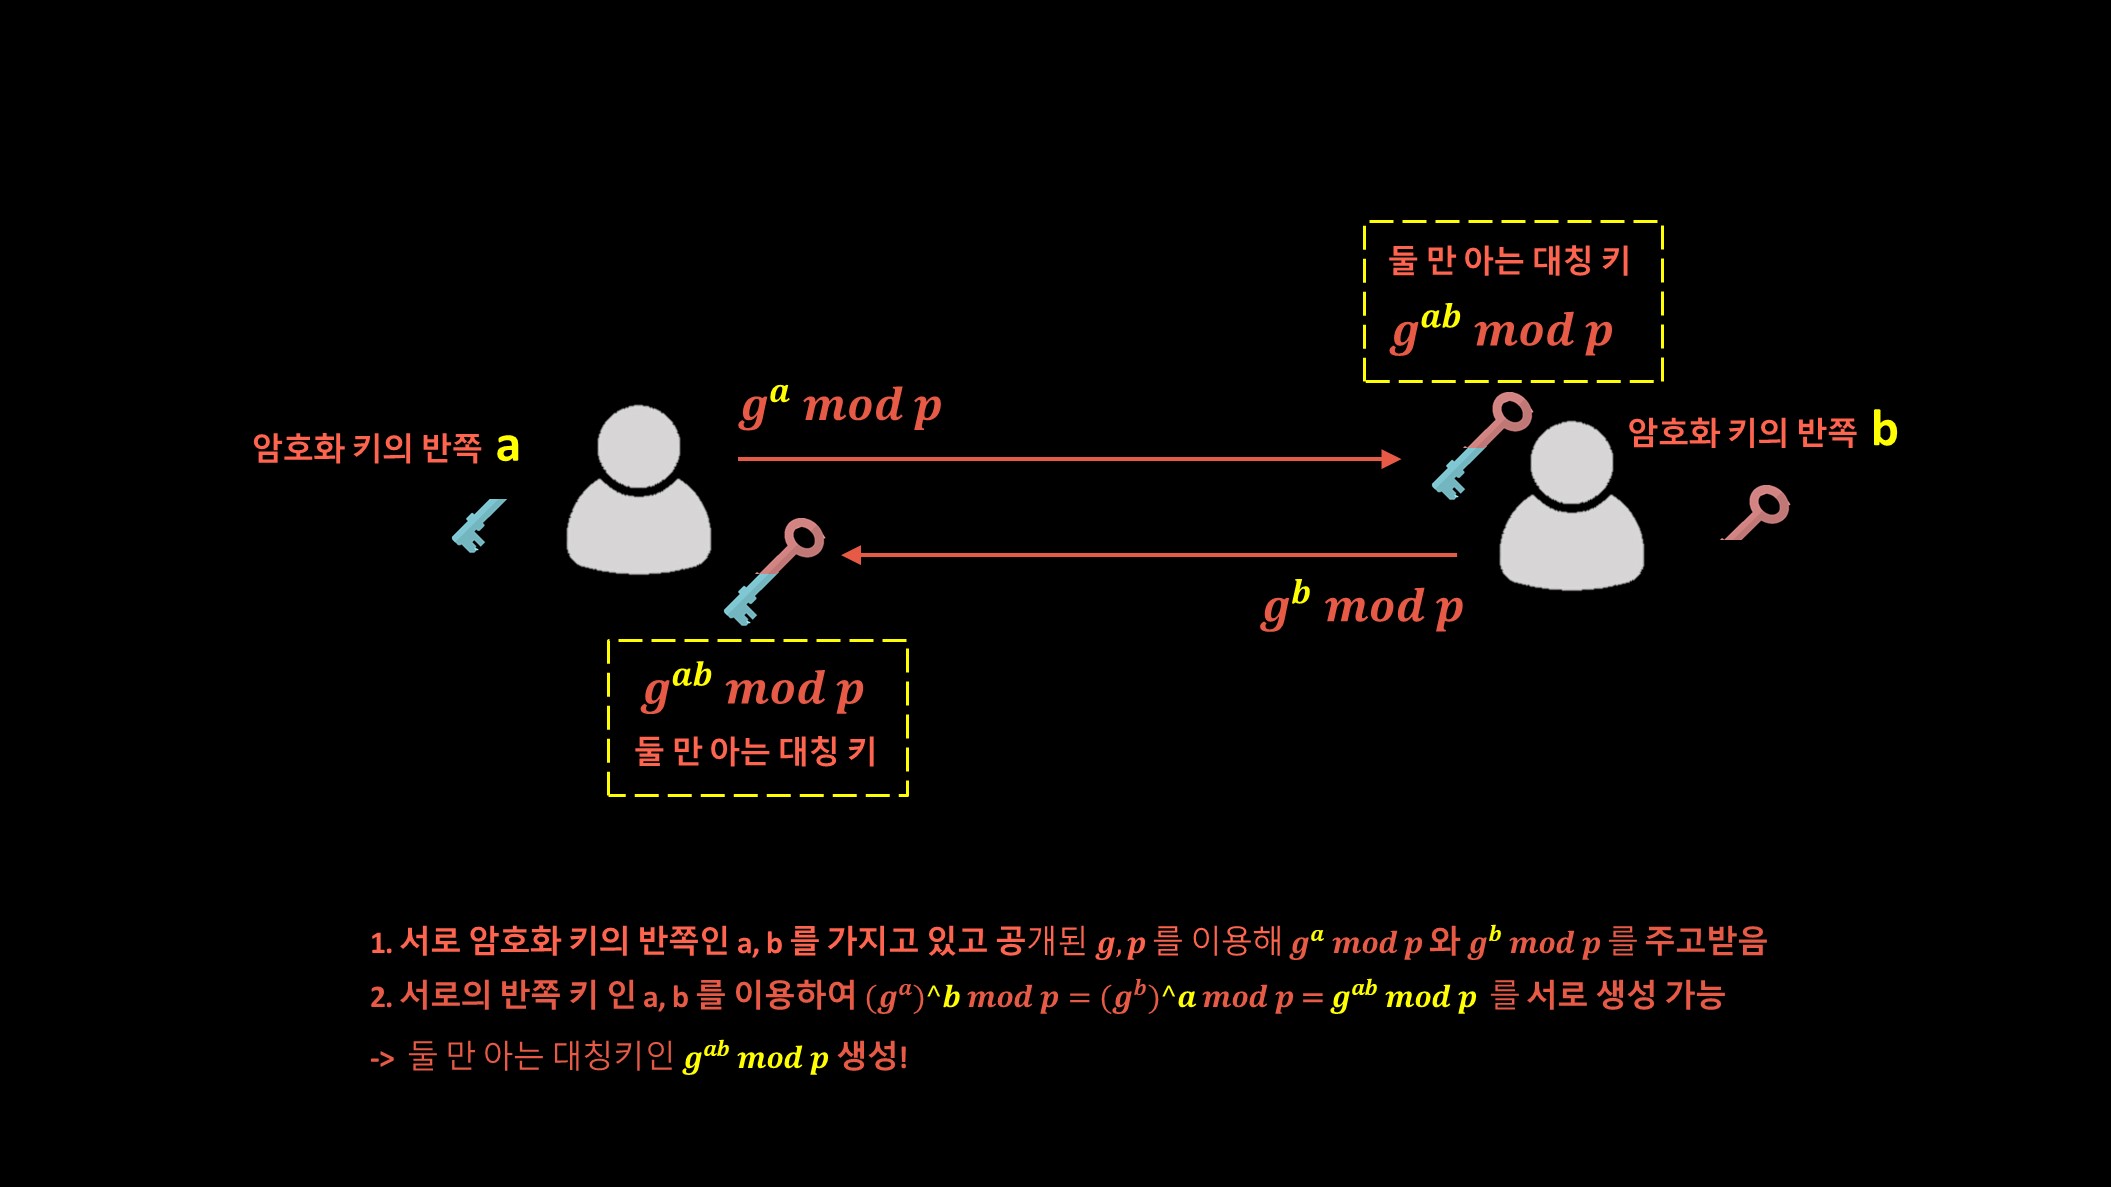 둘 만 아는 대칭 키
g^ab mod p
g^a mod p
암호화 키의 반쪽 a
암호화 키의 반쪽 b
g^b mod p
g^ab mod p
둘 만 아는 대칭 키
1. 서로 암호화 키의 반쪽인 a, b 를 가지고 있고 공개된 g, p 를 이용해 g^a mod p 와 g^b mod p 를 주고받음
2. 서로의 반쪽 키 인 a, b 를 이용하여 (g^a)^b mod p = (g^b)^a mod p = g^ab mod p 를 서로 생성 가능
-> 둘 만 아는 대칭키인 g^ab mod p 생성!